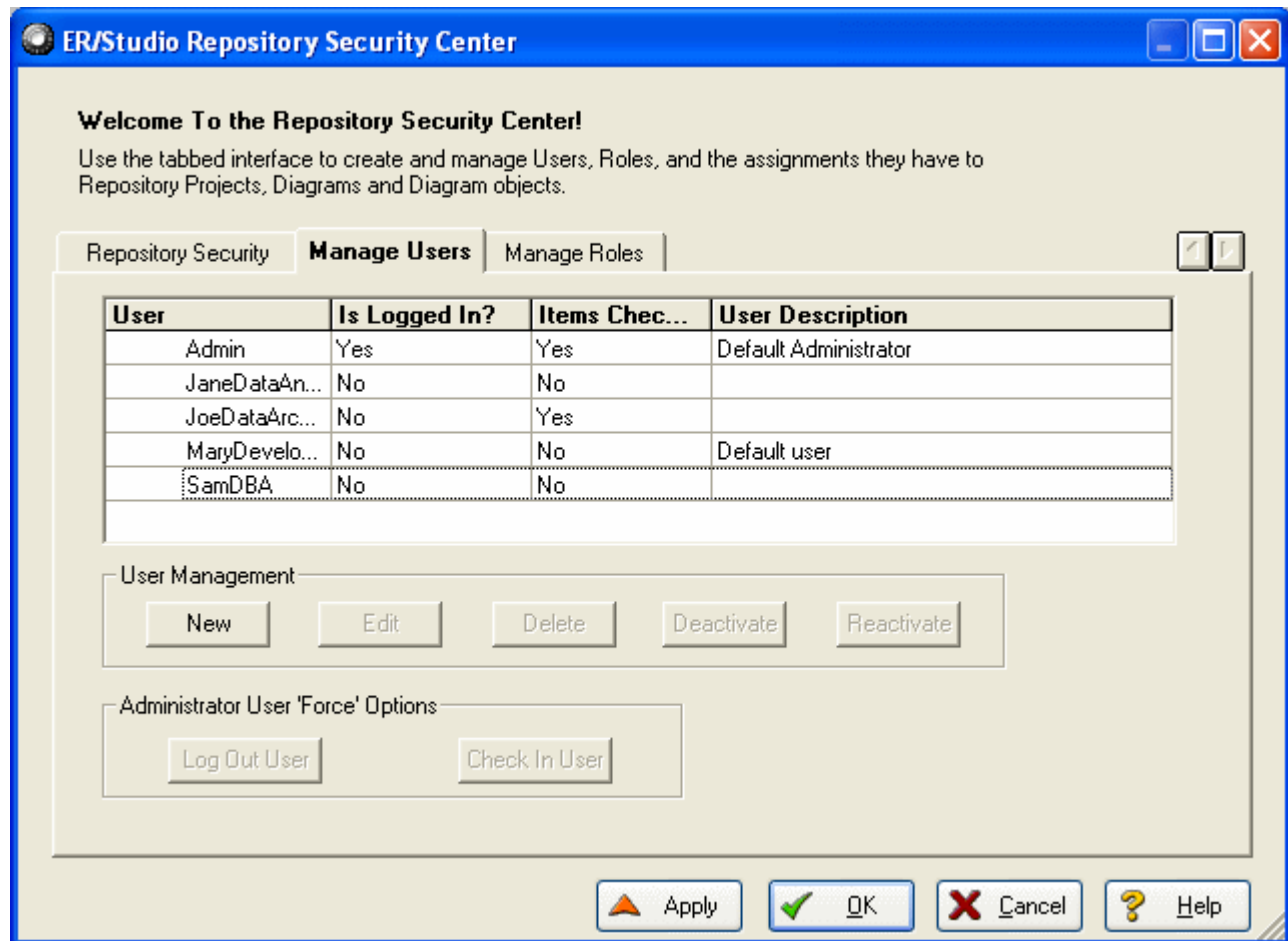 ER/Studio Repository Security Center
Welcome To the Repository Security Center!
Use the tabbed interface to create and manage Users, Roles, and the assignments they have to
Repository Projects, Diagrams and Diagram objects.
Repository Security Manage Users Manage Roles
User Is Logged In? Items Chec... User Description
Admin Yes Yes Default Administrator
JaneDataAn... No No
JoeDataArc... No Yes
MaryDevelo... No No Default user
SamDBA No No
User Management
New Edit Delete Deactivate Reactivate
Administrator User 'Force' Options
Log Out User Check In User
Apply OK Cancel Help